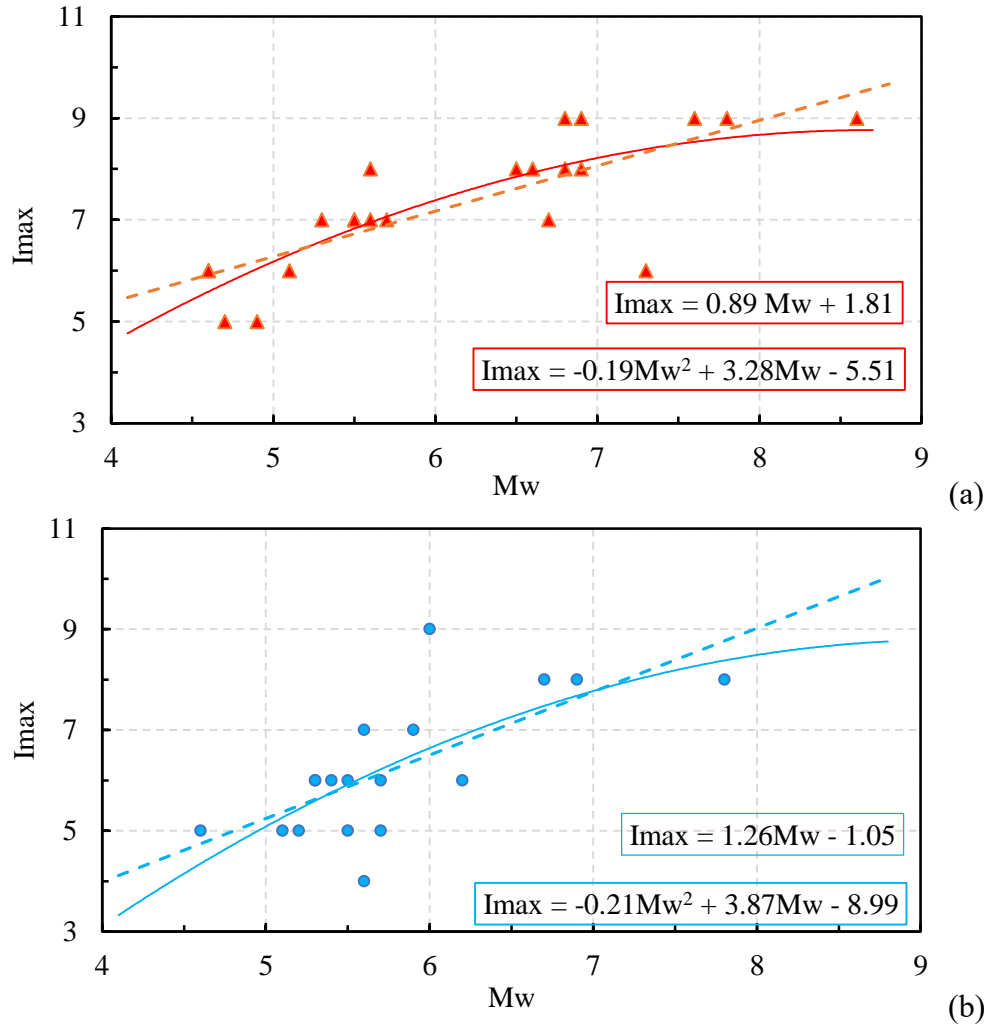 11
9
7
5
3
Imax
Imax = 0.89 Mw + 1.81
Imax = -0.19Mw² + 3.28Mw - 5.51
4 5 6 7 8 9
Mw
(a)
11
9
7
5
3
Imax
Imax = 1.26Mw - 1.05
Imax = -0.21Mw² + 3.87Mw - 8.99
4 5 6 7 8 9
Mw
(b)